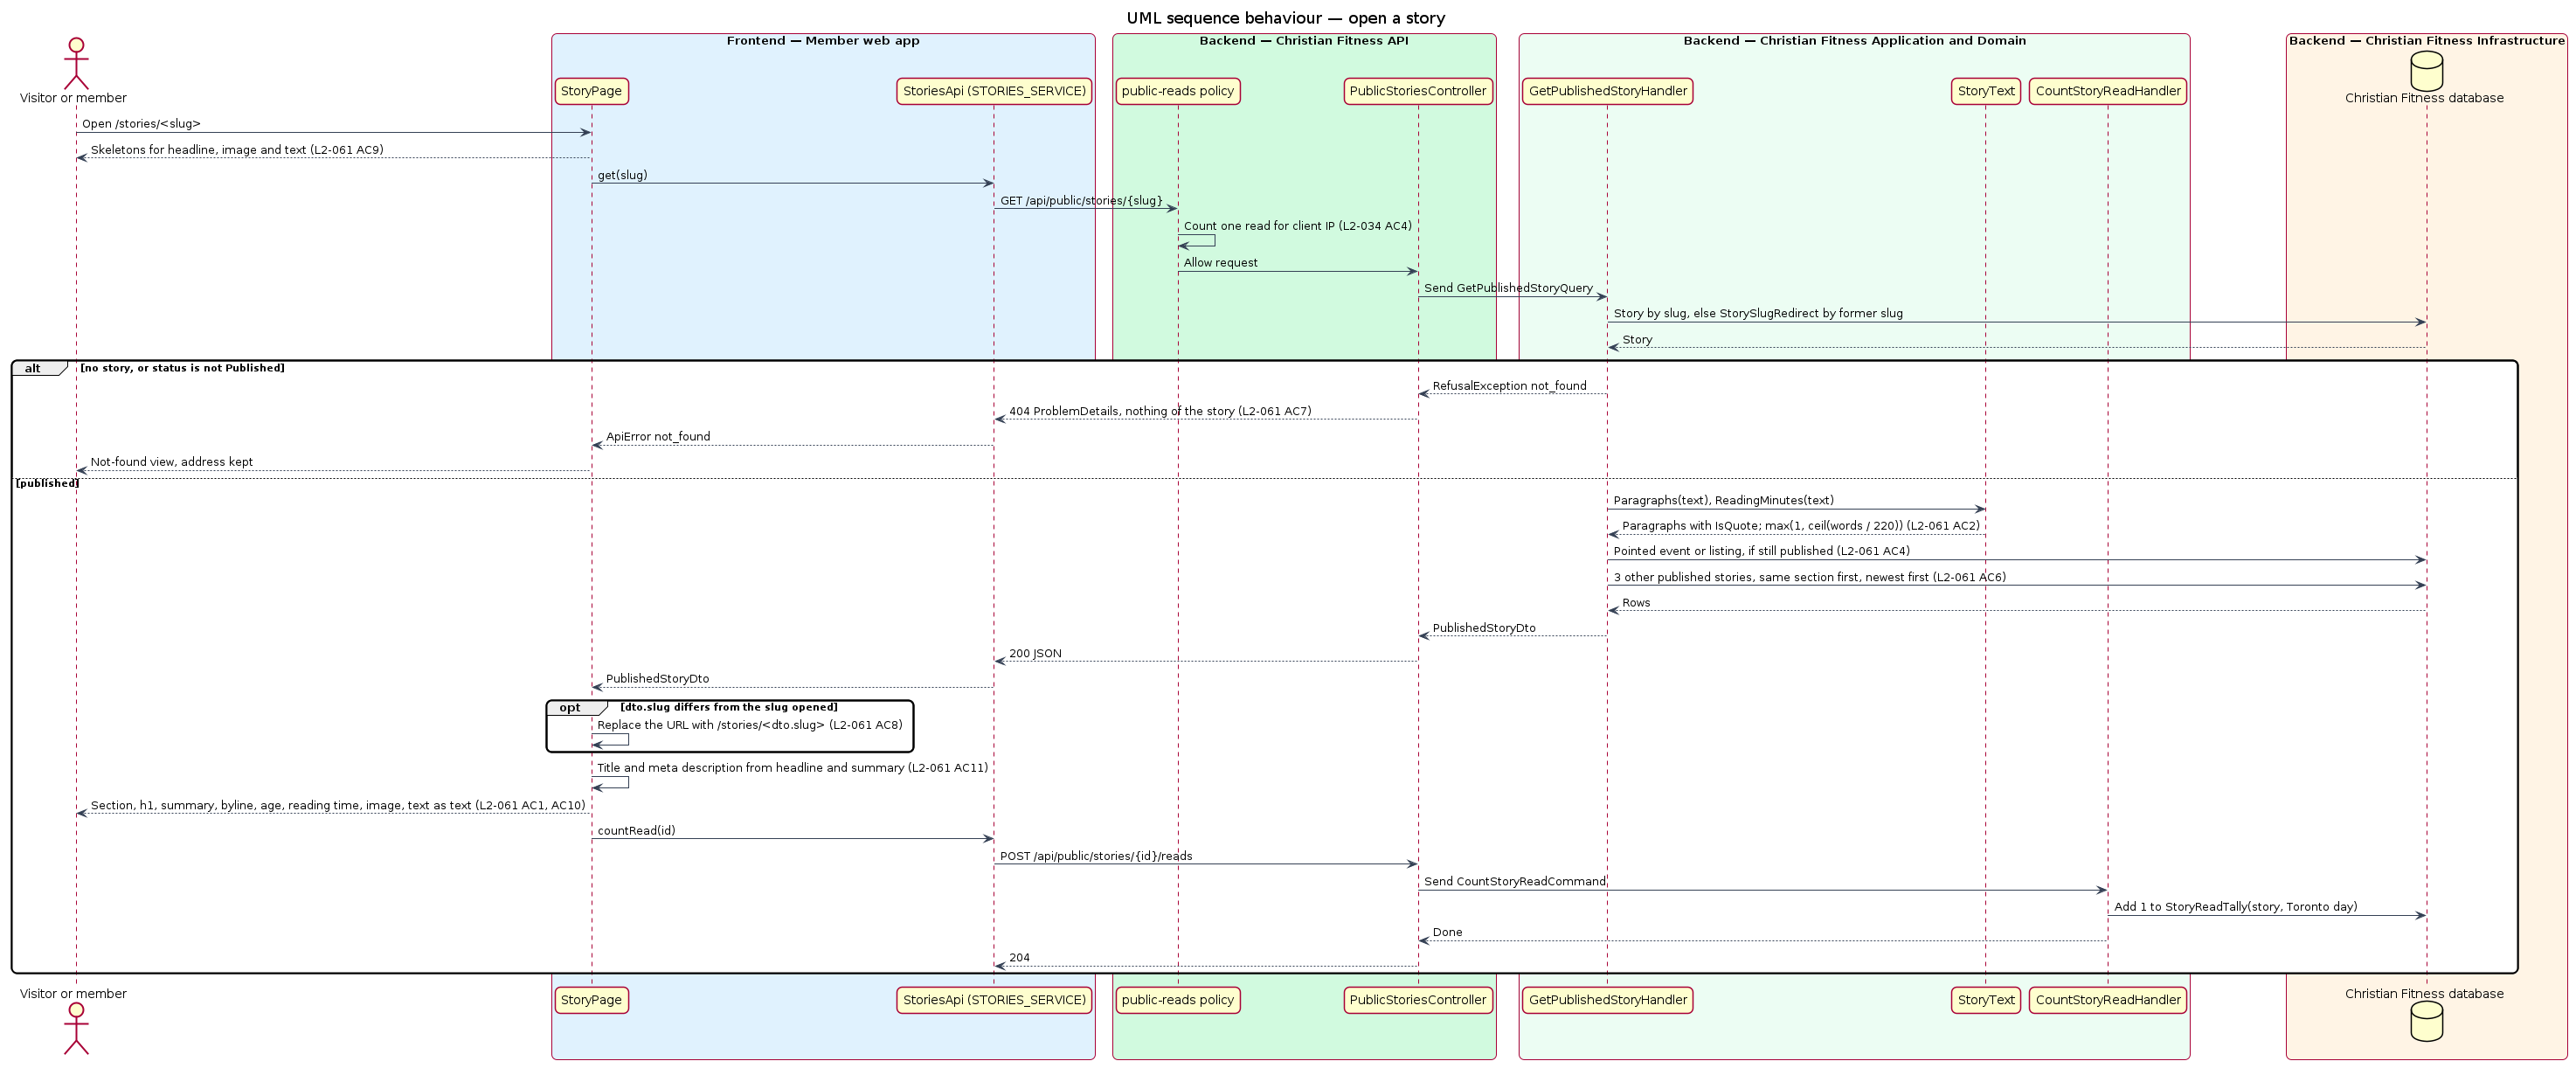 UML sequence behaviour — open a story
Frontend — Member web app
Backend — Christian Fitness API
Backend — Christian Fitness Application and Domain
Backend — Christian Fitness Infrastructure
Visitor or member
StoryPage
StoriesApi (STORIES_SERVICE)
public-reads policy
PublicStoriesController
GetPublishedStoryHandler
StoryText
CountStoryReadHandler
Christian Fitness database
Open /stories/<slug>
Skeletons for headline, image and text (L2-061 AC9)
get(slug)
GET /api/public/stories/{slug}
Count one read for client IP (L2-034 AC4)
Allow request
Send GetPublishedStoryQuery
Story by slug, else StorySlugRedirect by former slug
Story
alt
[no story, or status is not Published]
RefusalException not_found
404 ProblemDetails, nothing of the story (L2-061 AC7)
ApiError not_found
Not-found view, address kept
[published]
Paragraphs(text), ReadingMinutes(text)
Paragraphs with IsQuote; max(1, ceil(words / 220)) (L2-061 AC2)
Pointed event or listing, if still published (L2-061 AC4)
3 other published stories, same section first, newest first (L2-061 AC6)
Rows
PublishedStoryDto
200 JSON
PublishedStoryDto
opt
[dto.slug differs from the slug opened]
Replace the URL with /stories/<dto.slug> (L2-061 AC8)
Title and meta description from headline and summary (L2-061 AC11)
Section, h1, summary, byline, age, reading time, image, text as text (L2-061 AC1, AC10)
countRead(id)
POST /api/public/stories/{id}/reads
Send CountStoryReadCommand
Add 1 to StoryReadTally(story, Toronto day)
Done
204
Visitor or member
StoryPage
StoriesApi (STORIES_SERVICE)
public-reads policy
PublicStoriesController
GetPublishedStoryHandler
StoryText
CountStoryReadHandler
Christian Fitness database